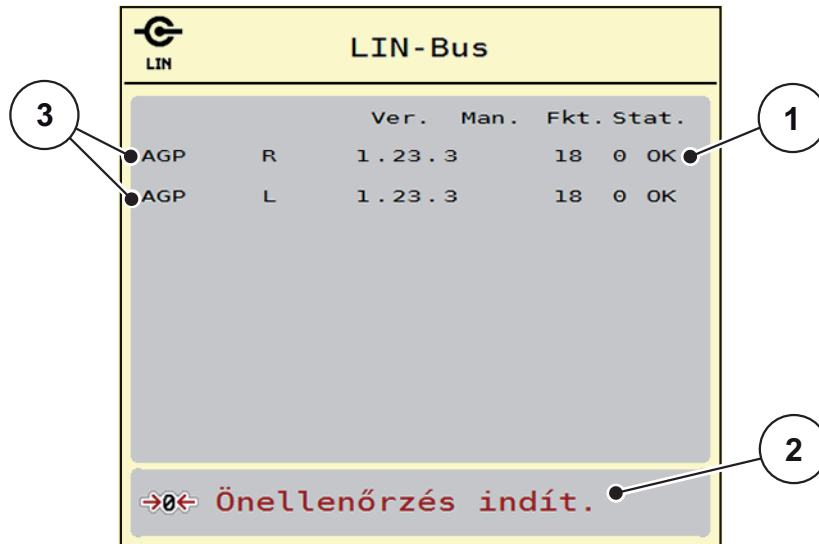 LIN
LIN-Bus
Ver. Man. Fkt. Stat.
3
1
AGP R 1.23.3 18 0 OK
AGP L 1.23.3 18 0 OK
2
→0← Önellenőrzés indít.